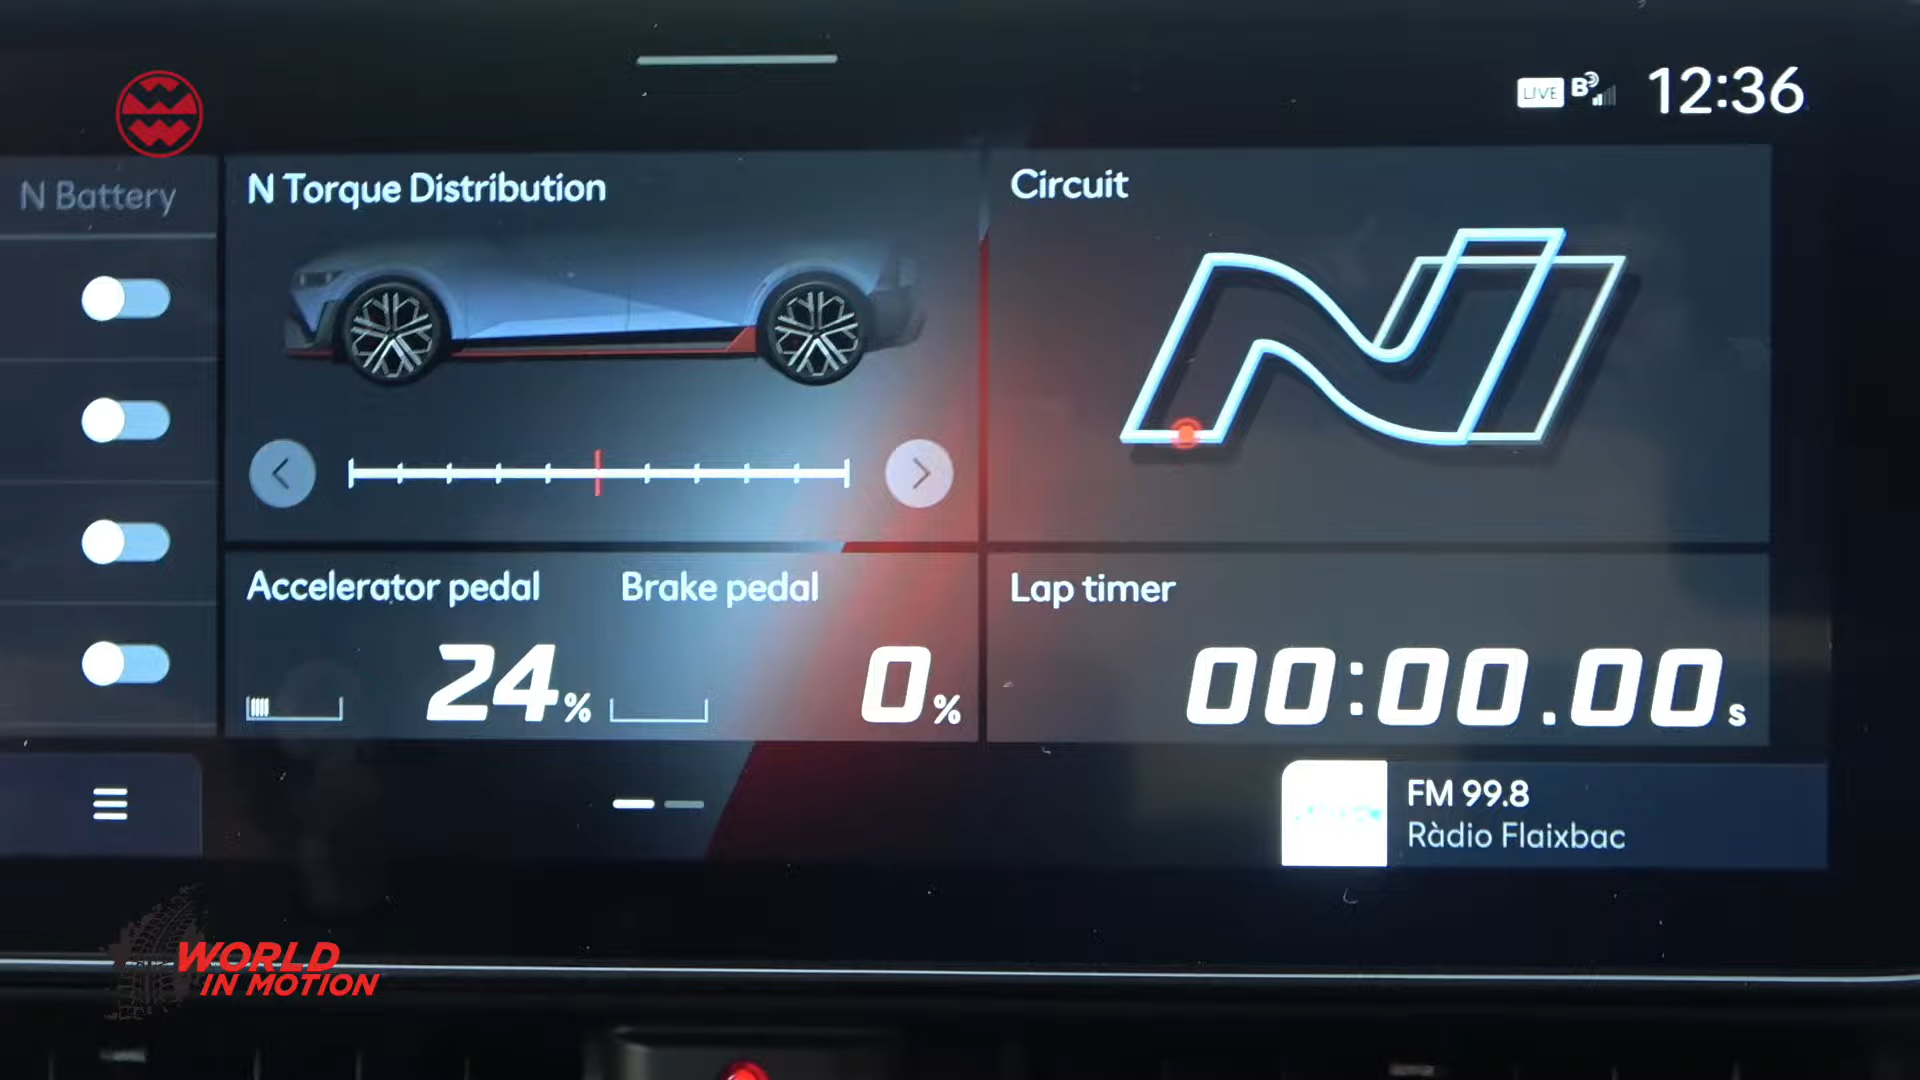 LIVE
12:36
N Battery
N Torque Distribution
Circuit
Accelerator pedal
Brake pedal
Lap timer
24%
0%
00:00.00s
FM 99.8
Ràdio Flaixbac
WORLD
IN MOTION